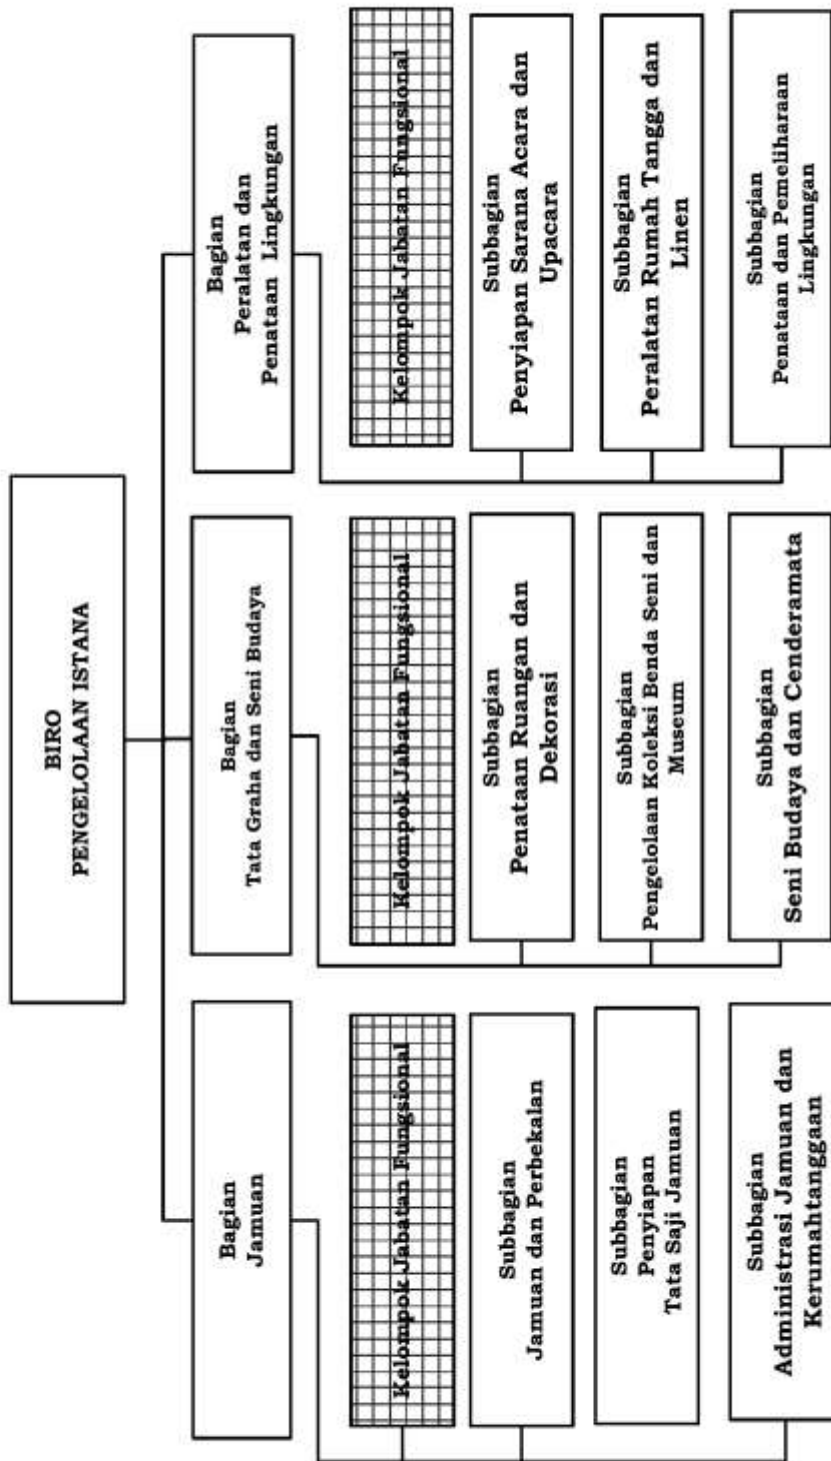 BIRO
PENGELOLAAN ISTANA
Bagian
Jamuan
Bagian
Tata Graha dan Seni Budaya
Bagian
Peralatan dan
Penataan Lingkungan
Kelompok Jabatan Fungsional
Kelompok Jabatan Fungsional
Kelompok Jabatan Fungsional
Subbagian
Jamuan dan Perbekalan
Subbagian
Penataan Ruangan dan
Dekorasi
Subbagian
Penyiapan Sarana Acara dan
Upacara
Subbagian
Penyiapan
Tata Saji Jamuan
Subbagian
Pengelolaan Koleksi Benda Seni dan
Museum
Subbagian
Peralatan Rumah Tangga dan
Linen
Subbagian
Administrasi Jamuan dan
Kerumahtanggaan
Subbagian
Seni Budaya dan Cenderamata
Subbagian
Penataan dan Pemeliharaan
Lingkungan